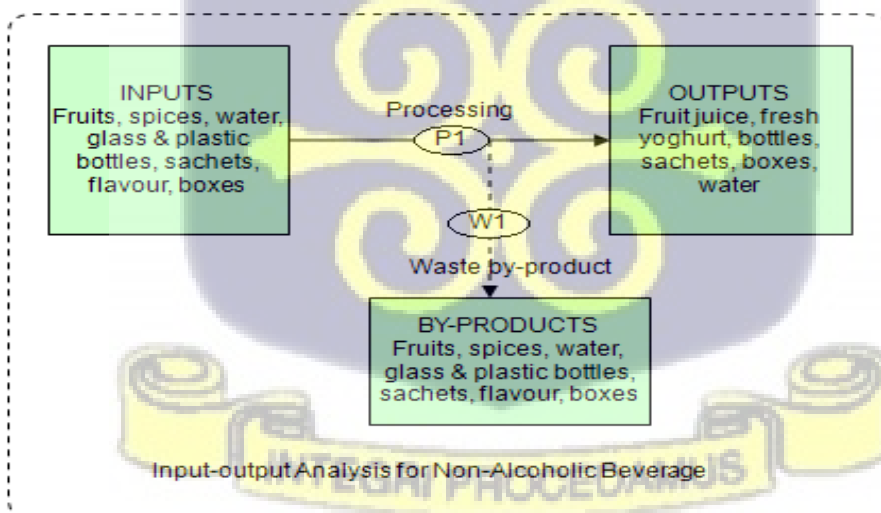 INPUTS
Fruits, spices, water,
glass & plastic
bottles, sachets,
flavour, boxes
Processing
P1
OUTPUTS
Fruit juice, fresh
yoghurt, bottles,
sachets, boxes,
water
W1
Waste by-product
BY-PRODUCTS
Fruits, spices, water,
glass & plastic bottles,
sachets, flavour, boxes
Input-output Analysis for Non-Alcoholic Beverage
INTEGRI PROCEDAMUS